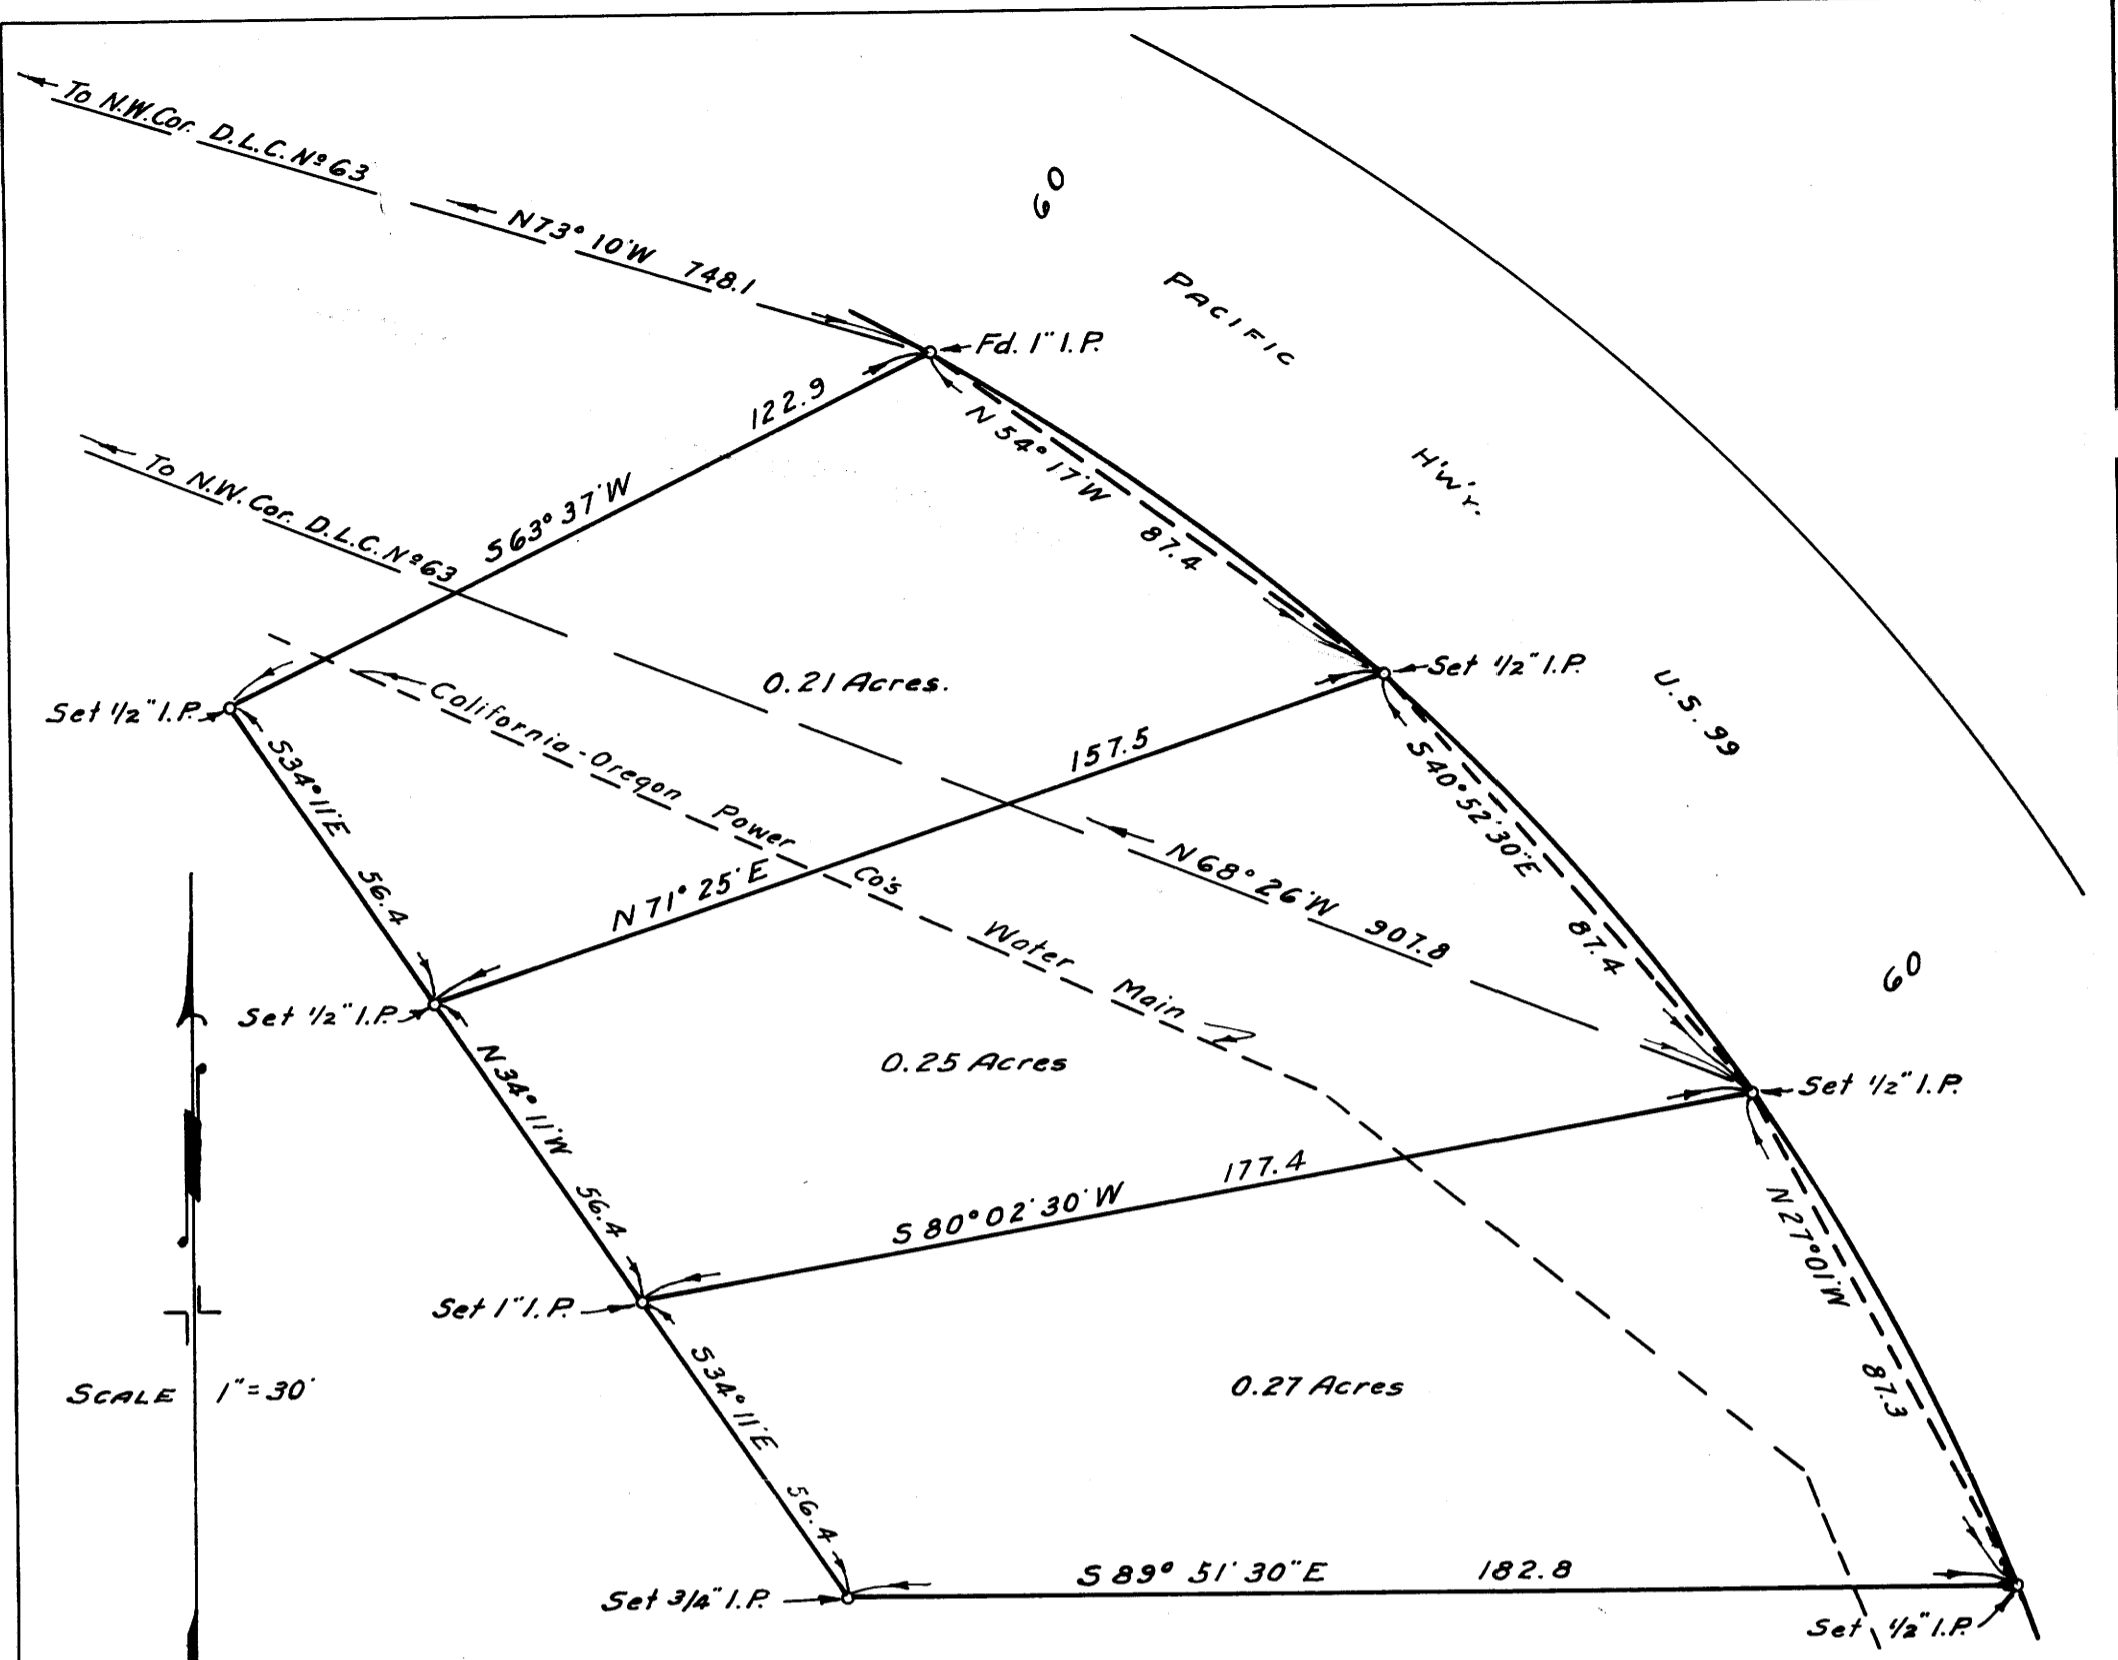 To N.W.Cor. D.L.C. Nº 63
N73° 10'W 748.1
60
PACIFIC
H'W'Y.
U.S. 99
60
Fd. 1" I.P.
122.9
S63° 37'W
N 54° 17'W 87.4
To N.W. Cor. D.L.C. Nº 63
N68° 26'W 907.8
Set 1/2" I.P.
0.21 Acres.
Set 1/2" I.P.
California-Oregon Power Co's Water Main
S34° 11'E 56.4
157.5
N 71° 25' E
S 40° 52' 30"E 87.4
Set 1/2" I.P.
0.25 Acres
Set 1/2" I.P.
N 34° 11'W 56.4
177.4
S 80° 02' 30' W
N 27° 01'W 87.3
Set 1" I.P.
SCALE 1" = 30'
S34° 11'E 56.4
0.27 Acres
S 89° 51' 30" E 182.8
Set 3/4" I.P.
Set 1/2" I.P.